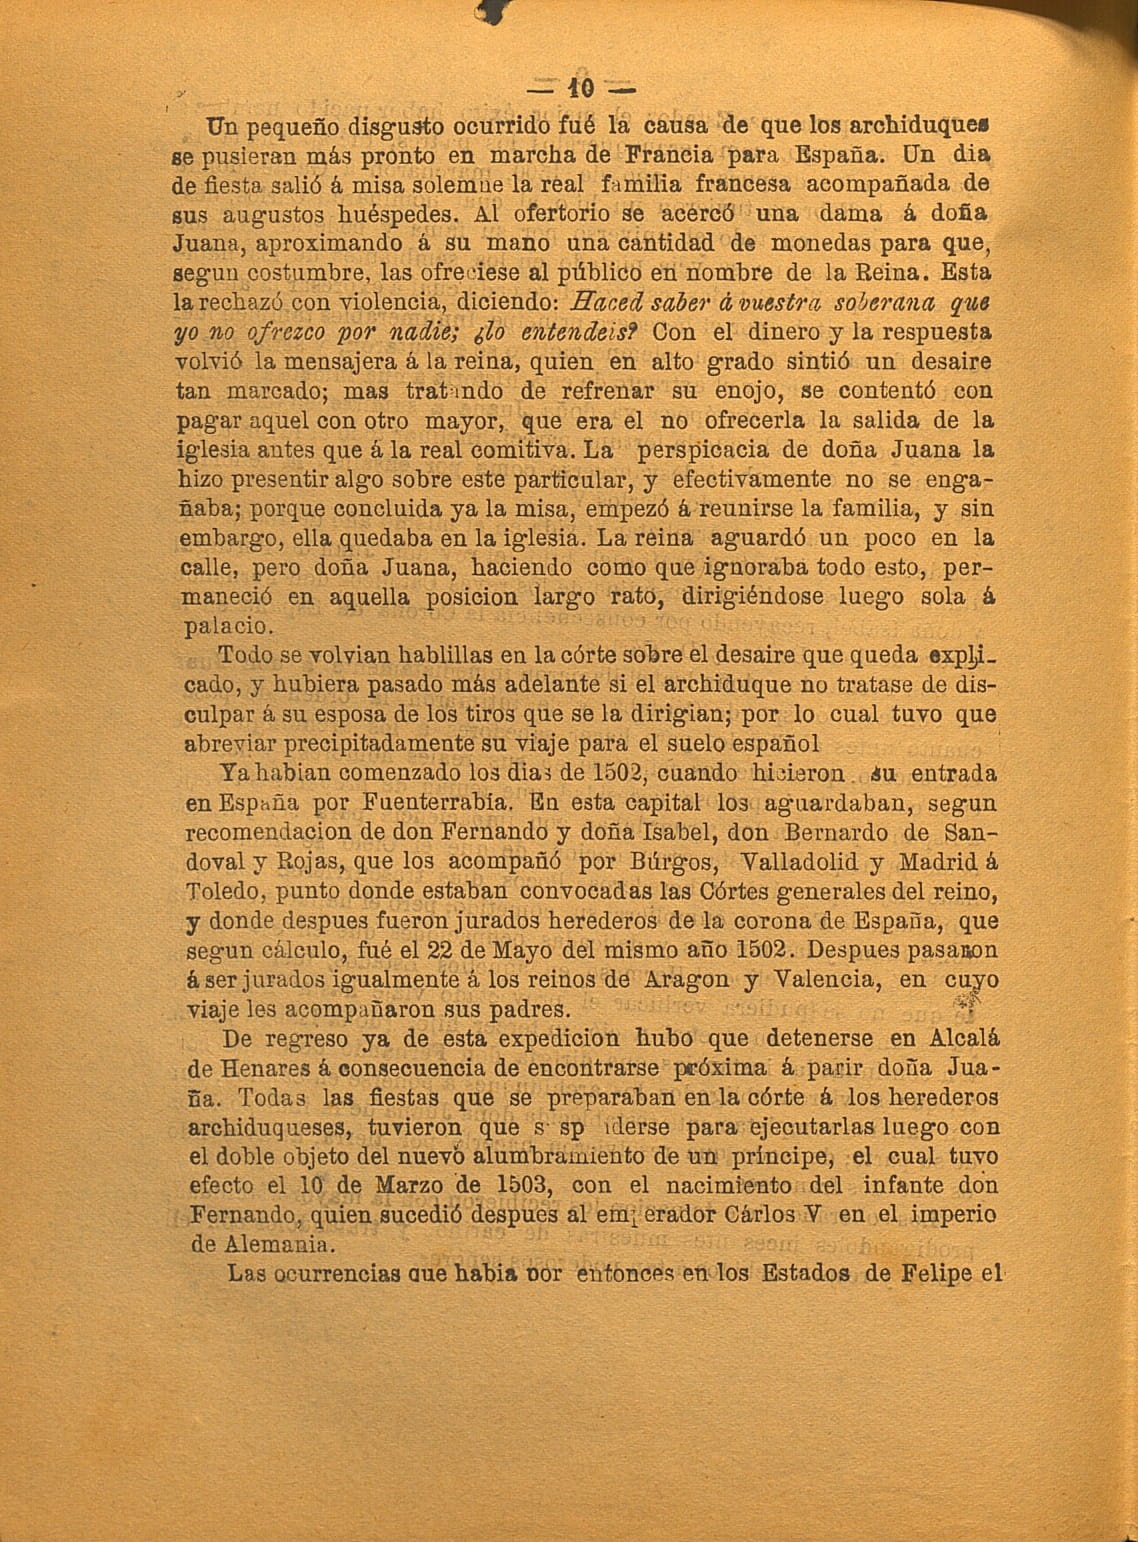 — 10 —
Un pequeño disgusto ocurrido fué la causa de que los archiduques
se pusieran más pronto en marcha de Francia para España. Un dia
de fiesta salió á misa solemne la real familia francesa acompañada de
sus augustos huéspedes. Al ofertorio se acercó una dama á doña
Juana, aproximando á su mano una cantidad de monedas para que,
segun costumbre, las ofreciese al público en nombre de la Reina. Esta
la rechazó con violencia, diciendo: Haced saber á vuestra soberana que
yo no ofrezco por nadie; ¿lo entendeis? Con el dinero y la respuesta
volvió la mensajera á la reina, quien en alto grado sintió un desaire
tan marcado; mas tratando de refrenar su enojo, se contentó con
pagar aquel con otro mayor, que era el no ofrecerla la salida de la
iglesia antes que á la real comitiva. La perspicacia de doña Juana la
hizo presentir algo sobre este particular, y efectivamente no se enga-
ñaba; porque concluida ya la misa, empezó á reunirse la familia, y sin
embargo, ella quedaba en la iglesia. La reina aguardó un poco en la
calle, pero doña Juana, haciendo como que ignoraba todo esto, per-
maneció en aquella posicion largo rato, dirigiéndose luego sola á
palacio.
Todo se volvian hablillas en la córte sobre el desaire que queda expli-
cado, y hubiera pasado más adelante si el archiduque no tratase de dis-
culpar á su esposa de los tiros que se la dirigian; por lo cual tuvo que
abreviar precipitadamente su viaje para el suelo español
Ya habian comenzado los dias de 1502, cuando hicieron su entrada
en España por Fuenterrabía. En esta capital los aguardaban, segun
recomendacion de don Fernando y doña Isabel, don Bernardo de San-
doval y Rojas, que los acompañó por Búrgos, Valladolid y Madrid á
Toledo, punto donde estaban convocadas las Córtes generales del reino,
y donde despues fueron jurados herederos de la corona de España, que
segun cálculo, fué el 22 de Mayo del mismo año 1502. Despues pasaron
á ser jurados igualmente á los reinos de Aragon y Valencia, en cuyo
viaje les acompañaron sus padres.
De regreso ya de esta expedicion hubo que detenerse en Alcalá
de Henares á consecuencia de encontrarse próxima á parir doña Jua-
ña. Todas las fiestas que se preparaban en la córte á los herederos
archiduqueses, tuvieron que s sp derse para ejecutarlas luego con
el doble objeto del nuevo alumbramiento de un príncipe, el cual tuvo
efecto el 10 de Marzo de 1503, con el nacimiento del infante don
Fernando, quien sucedió despues al emperador Cárlos V en el imperio
de Alemania.
Las ocurrencias que habia por entonces en los Estados de Felipe el